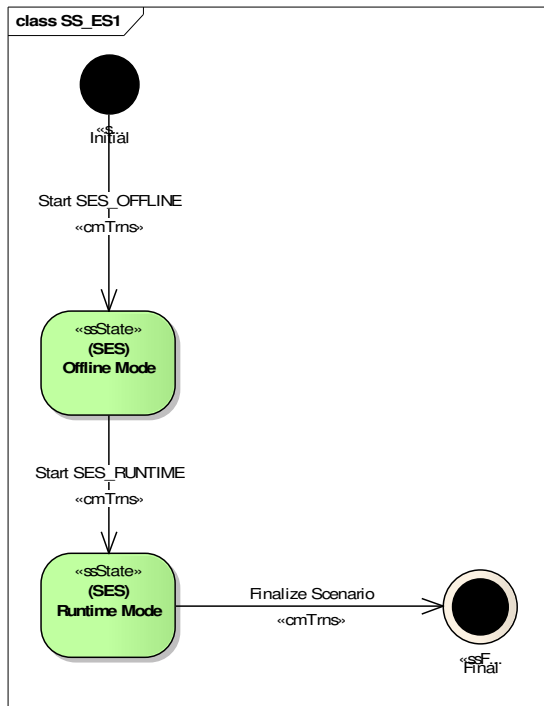 class SS_ES1
«s...
Initial
Start SES_OFFLINE
«cmTrns»
«ssState»
(SES)
Offline Mode
Start SES_RUNTIME
«cmTrns»
«ssState»
(SES)
Runtime Mode
Finalize Scenario
«cmTrns»
«ssF...
Final